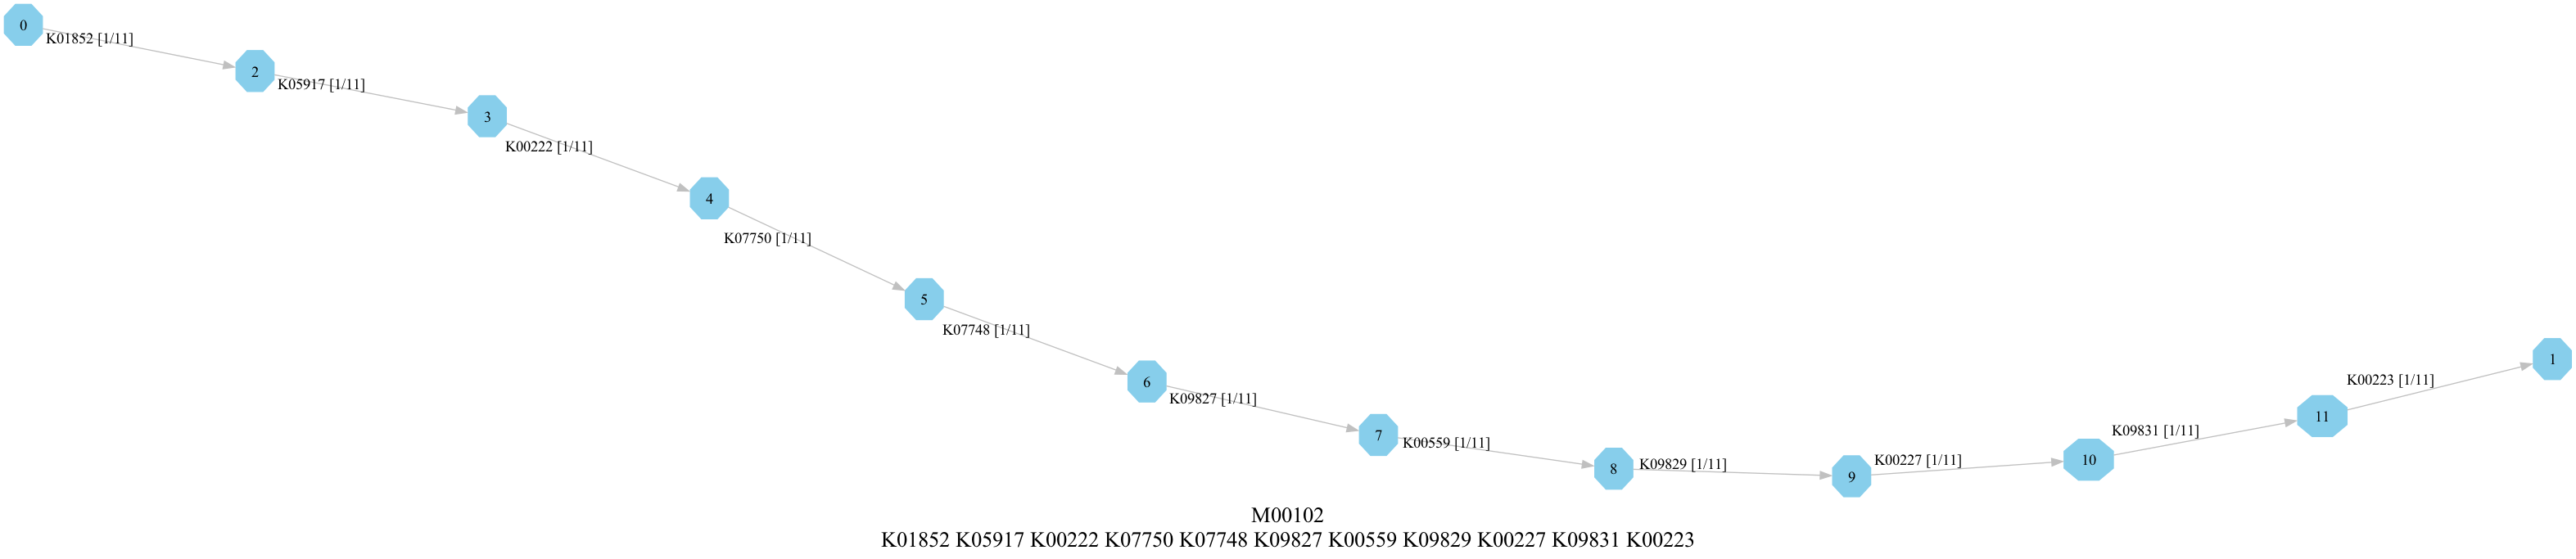 0
K01852 [1/11]
2
K05917 [1/11]
3
K00222 [1/11]
4
K07750 [1/11]
5
K07748 [1/11]
6
K09827 [1/11]
7
K00559 [1/11]
8
K09829 [1/11]
9
K00227 [1/11]
10
K09831 [1/11]
11
K00223 [1/11]
1
M00102
K01852 K05917 K00222 K07750 K07748 K09827 K00559 K09829 K00227 K09831 K00223